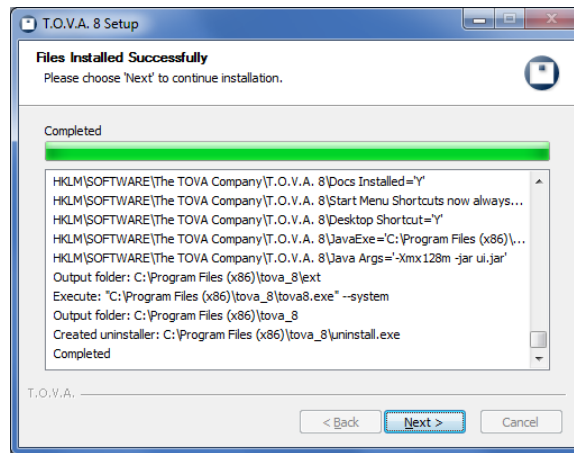 T.O.V.A. 8 Setup
Files Installed Successfully
Please choose 'Next' to continue installation.
Completed
HKLM\SOFTWARE\The TOVA Company\T.O.V.A. 8\Docs Installed='Y'
HKLM\SOFTWARE\The TOVA Company\T.O.V.A. 8\Start Menu Shortcuts now always...
HKLM\SOFTWARE\The TOVA Company\T.O.V.A. 8\Desktop Shortcut='Y'
HKLM\SOFTWARE\The TOVA Company\T.O.V.A. 8\JavaExe='C:\Program Files (x86)\...
HKLM\SOFTWARE\The TOVA Company\T.O.V.A. 8\Java Args='-Xmx128m -jar ui.jar'
Output folder: C:\Program Files (x86)\tova_8\ext
Execute: "C:\Program Files (x86)\tova_8\tova8.exe" --system
Output folder: C:\Program Files (x86)\tova_8
Created uninstaller: C:\Program Files (x86)\tova_8\uninstall.exe
Completed
T.O.V.A.
< Back Next > Cancel